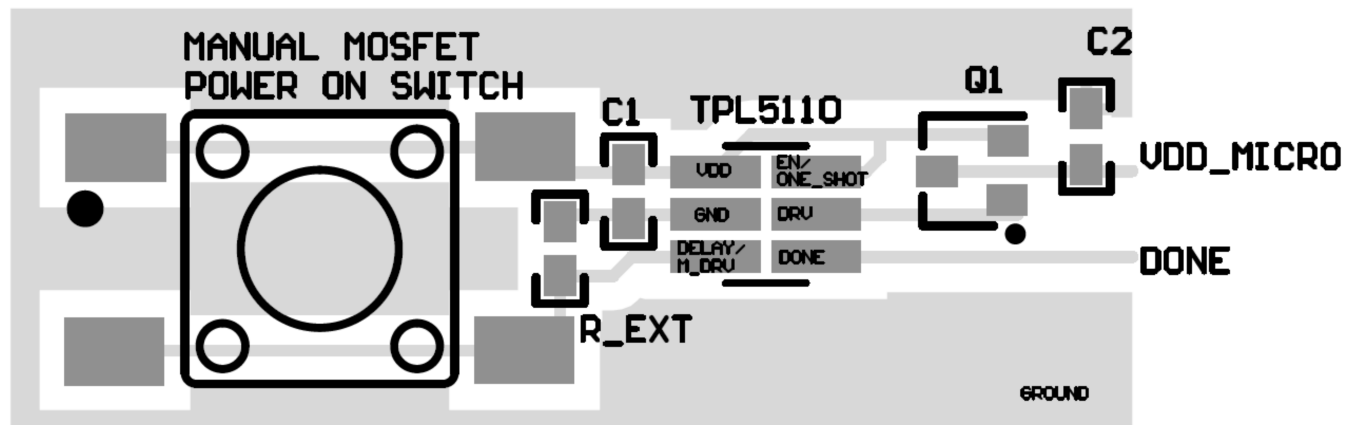 MANUAL MOSFET
POWER ON SWITCH
C1
TPL5110
Q1
C2
VDD
EN/
ONE_SHOT
VDD_MICRO
GND
DRV
DELAY/
M_DRV
DONE
DONE
R_EXT
GROUND